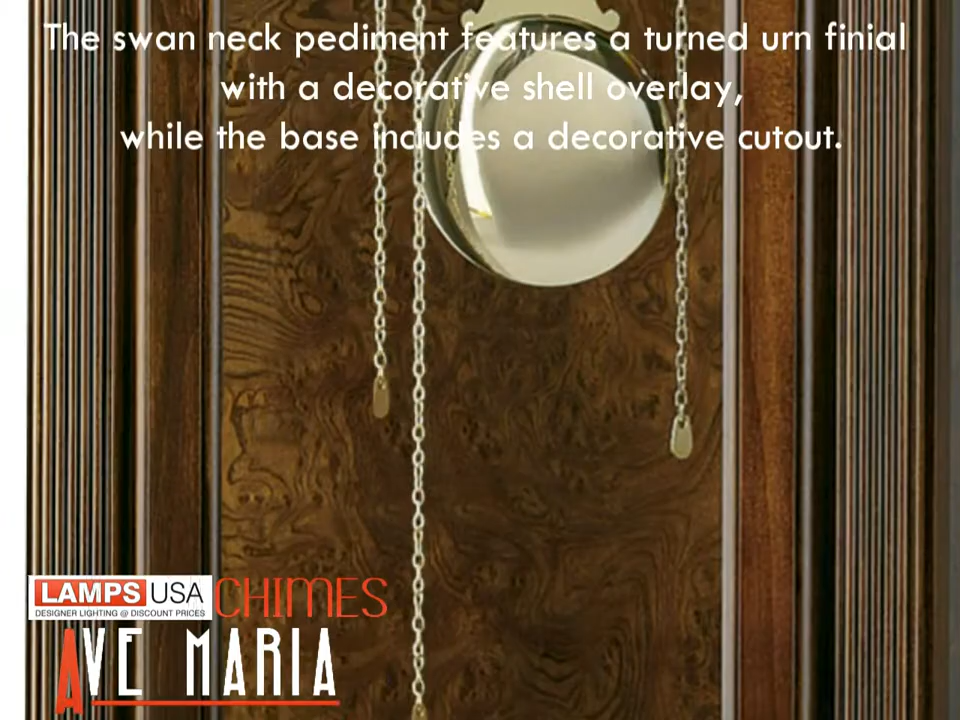 The swan neck pediment features a turned urn finial
with a decorative shell overlay,
while the base includes a decorative cutout.
LAMPS USA
DESIGNER LIGHTING @ DISCOUNT PRICES
CHIMES
AVE MARIA